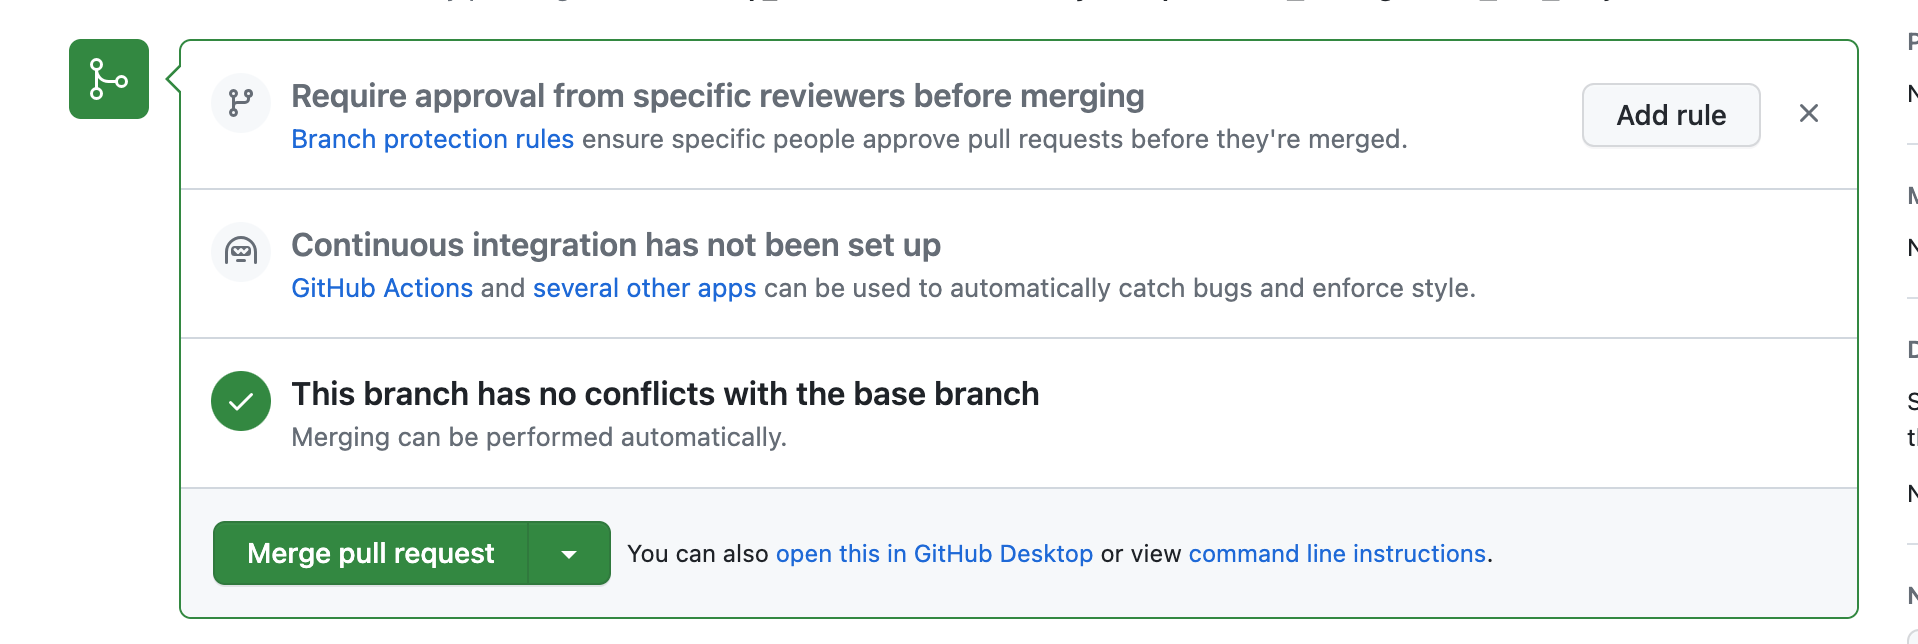 Require approval from specific reviewers before merging
Branch protection rules ensure specific people approve pull requests before they're merged.
Add rule
Continuous integration has not been set up
GitHub Actions and several other apps can be used to automatically catch bugs and enforce style.
This branch has no conflicts with the base branch
Merging can be performed automatically.
Merge pull request
You can also open this in GitHub Desktop or view command line instructions.